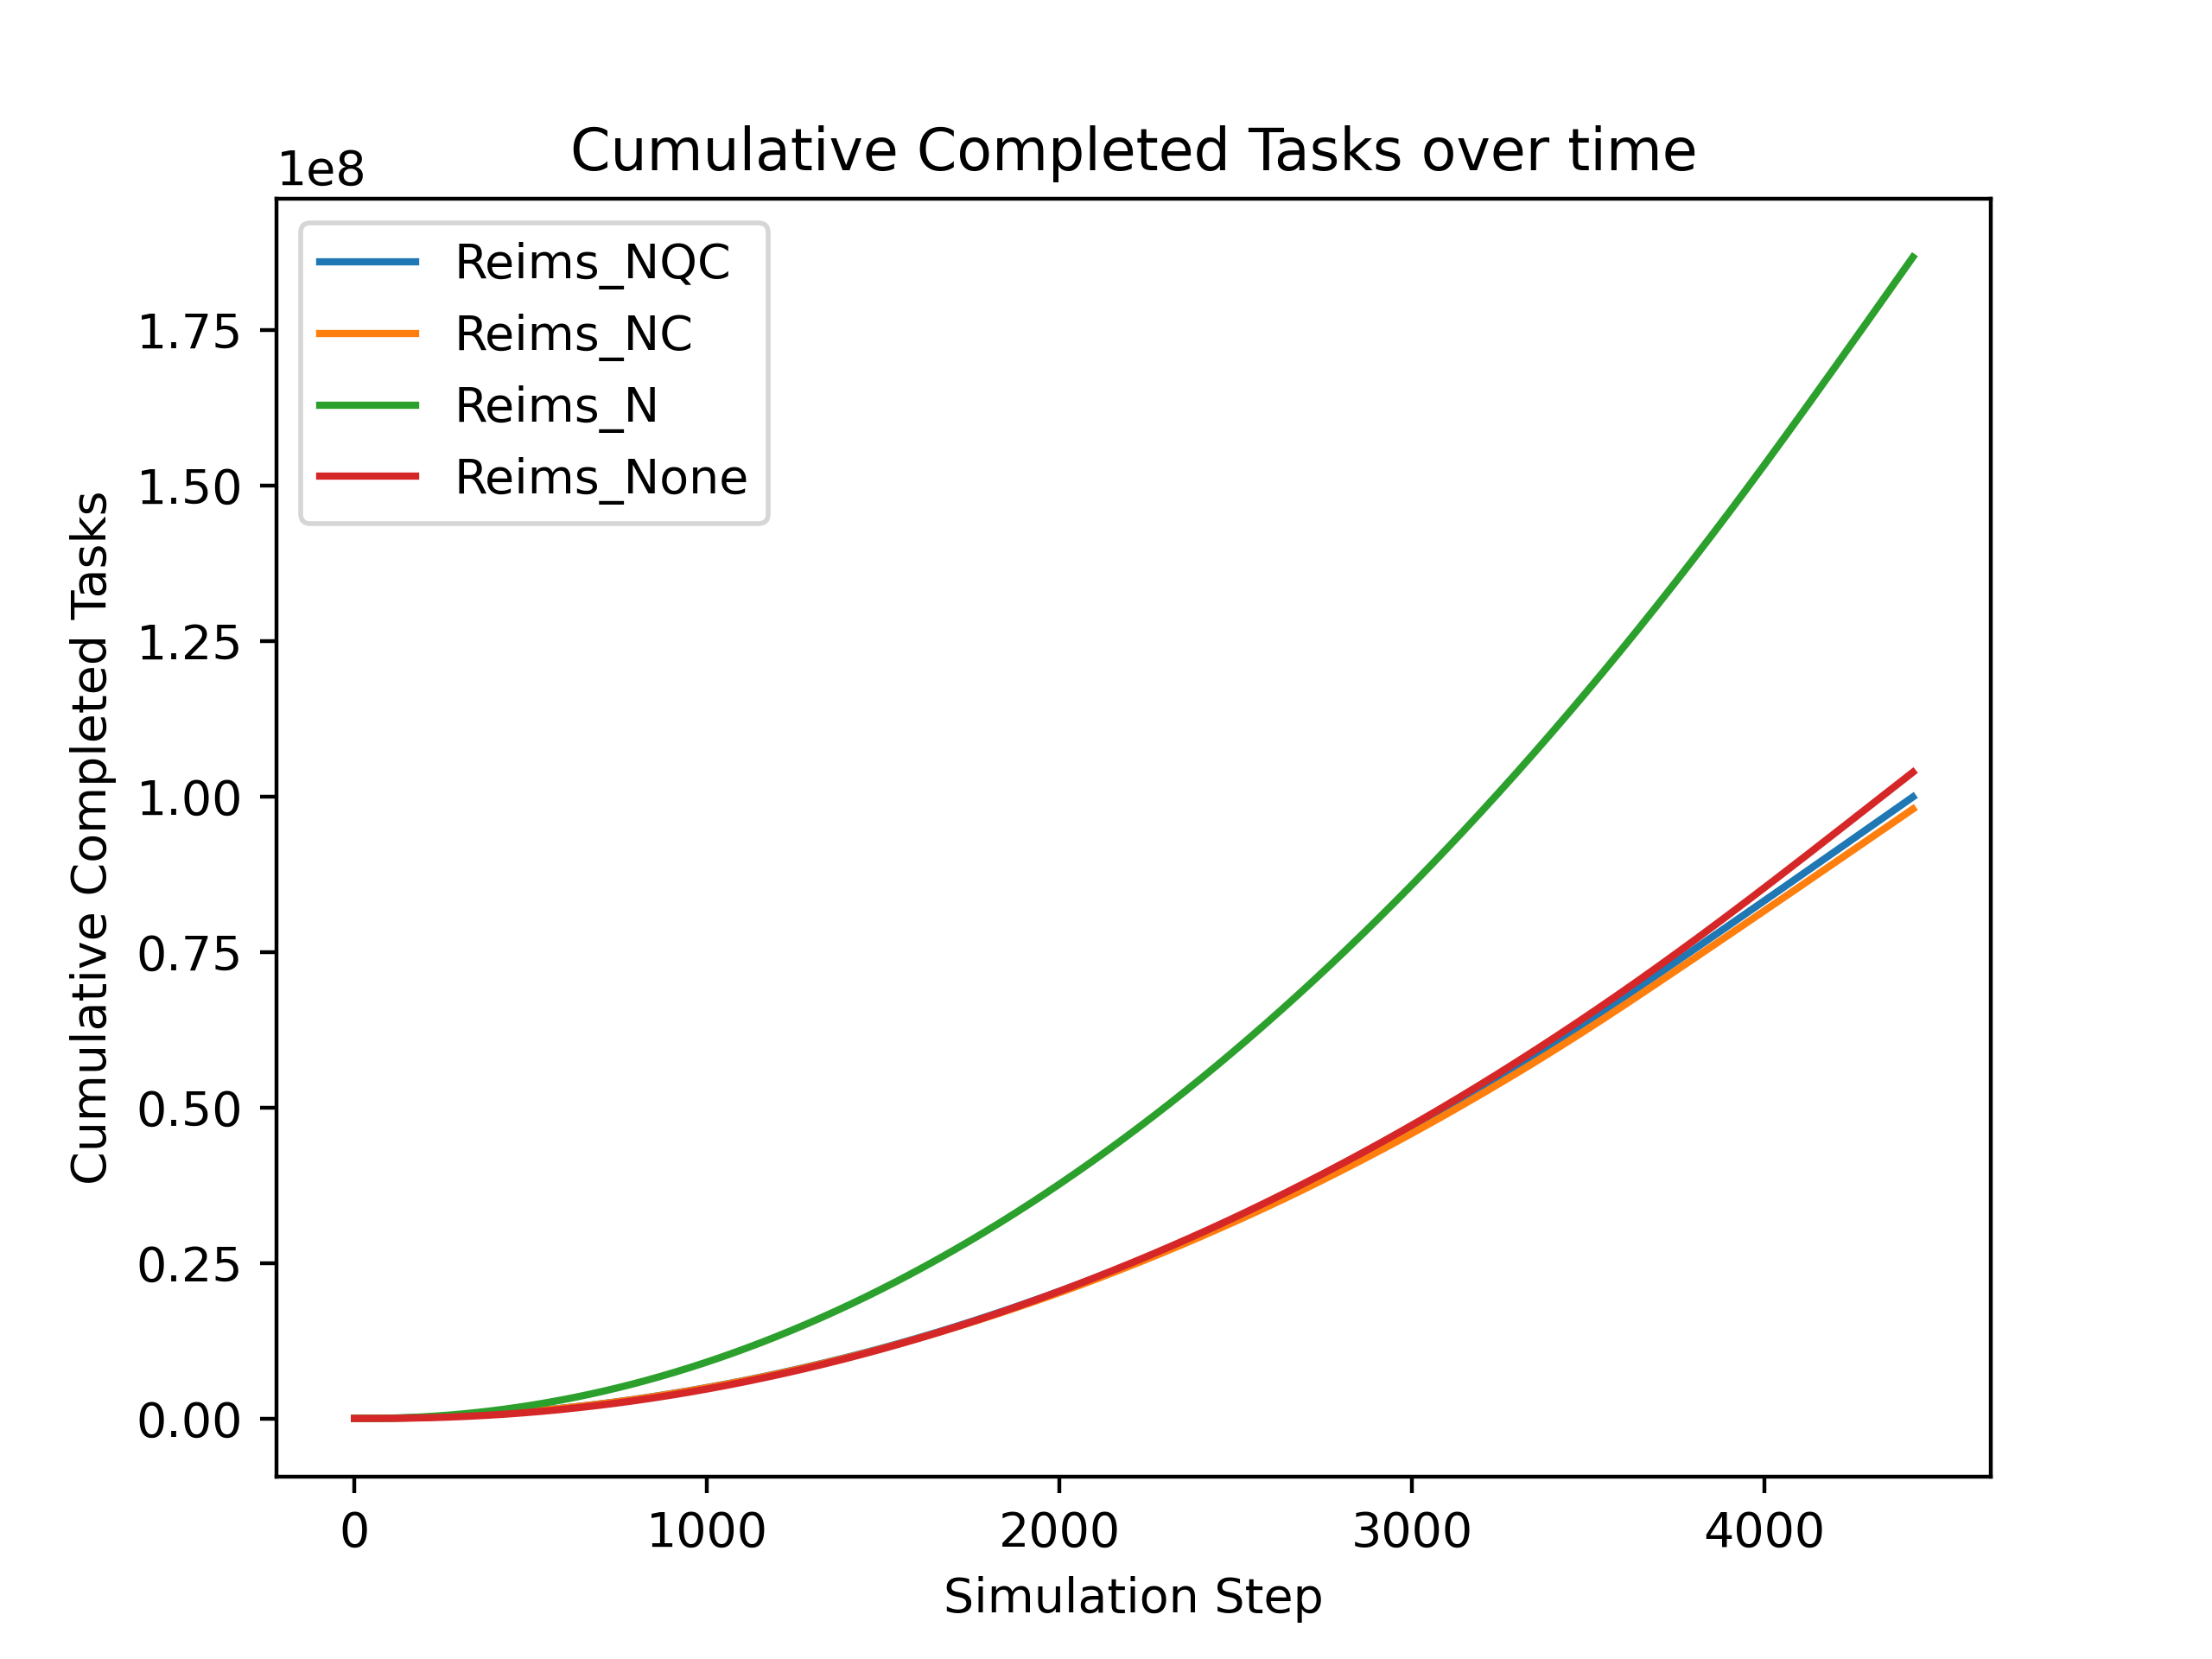 Cumulative Completed Tasks over time
1e8
Reims_NQC
Reims_NC
Reims_N
Reims_None
1.75
1.50
1.25
1.00
0.75
0.50
0.25
0.00
Cumulative Completed Tasks
0 1000 2000 3000 4000
Simulation Step